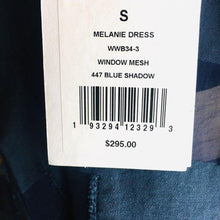 S
MELANIE DRESS
WWB34-3
WINDOW MESH
447 BLUE SHADOW
1 93294 12329 3
$295.00